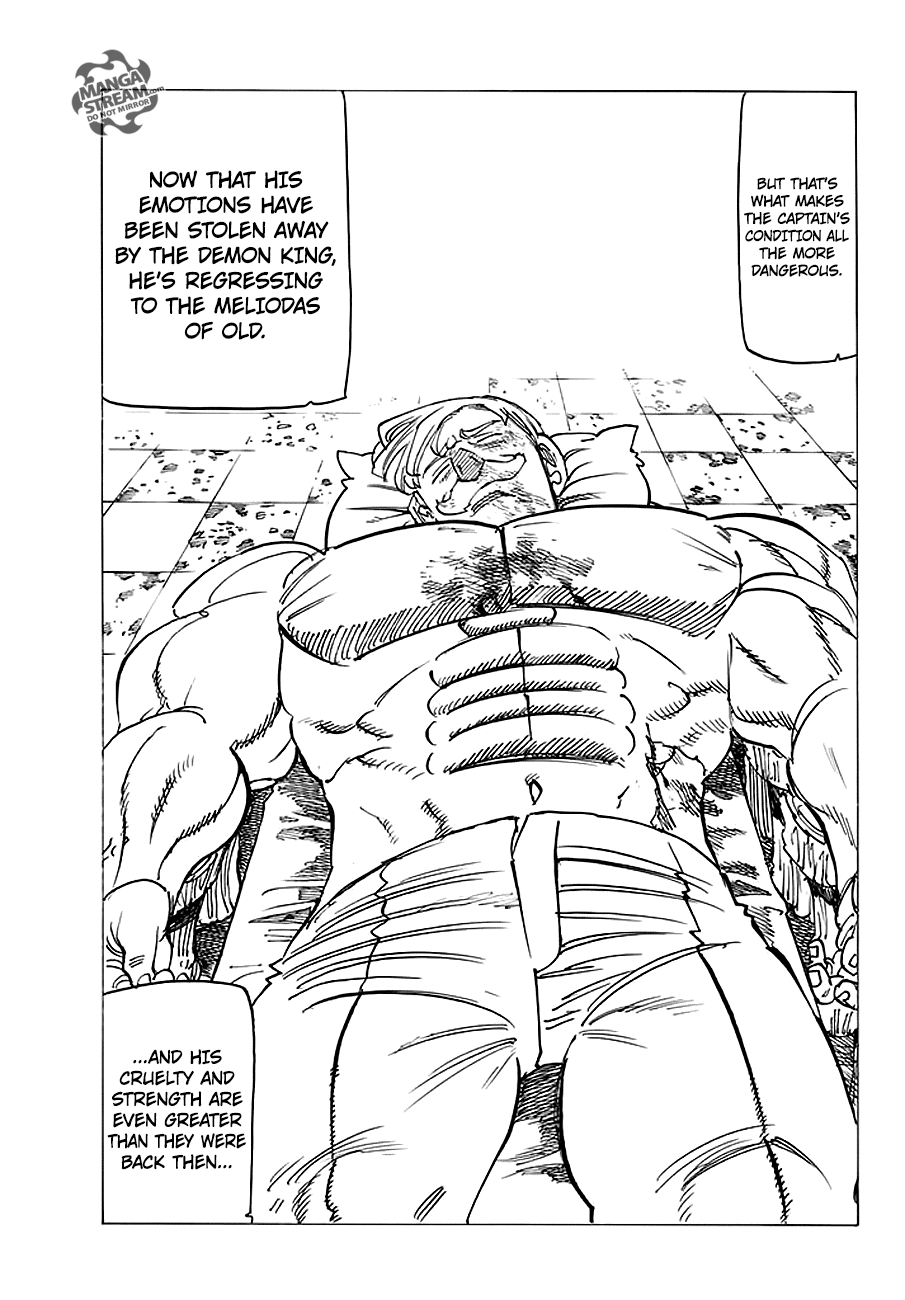 MANGA
STREAM.com
DO NOT MIRROR
BUT THAT'S
WHAT MAKES
THE CAPTAIN'S
CONDITION ALL
THE MORE
DANGEROUS.
NOW THAT HIS
EMOTIONS HAVE
BEEN STOLEN AWAY
BY THE DEMON KING,
HE'S REGRESSING
TO THE MELIODAS
OF OLD.
...AND HIS
CRUELTY AND
STRENGTH ARE
EVEN GREATER
THAN THEY WERE
BACK THEN...